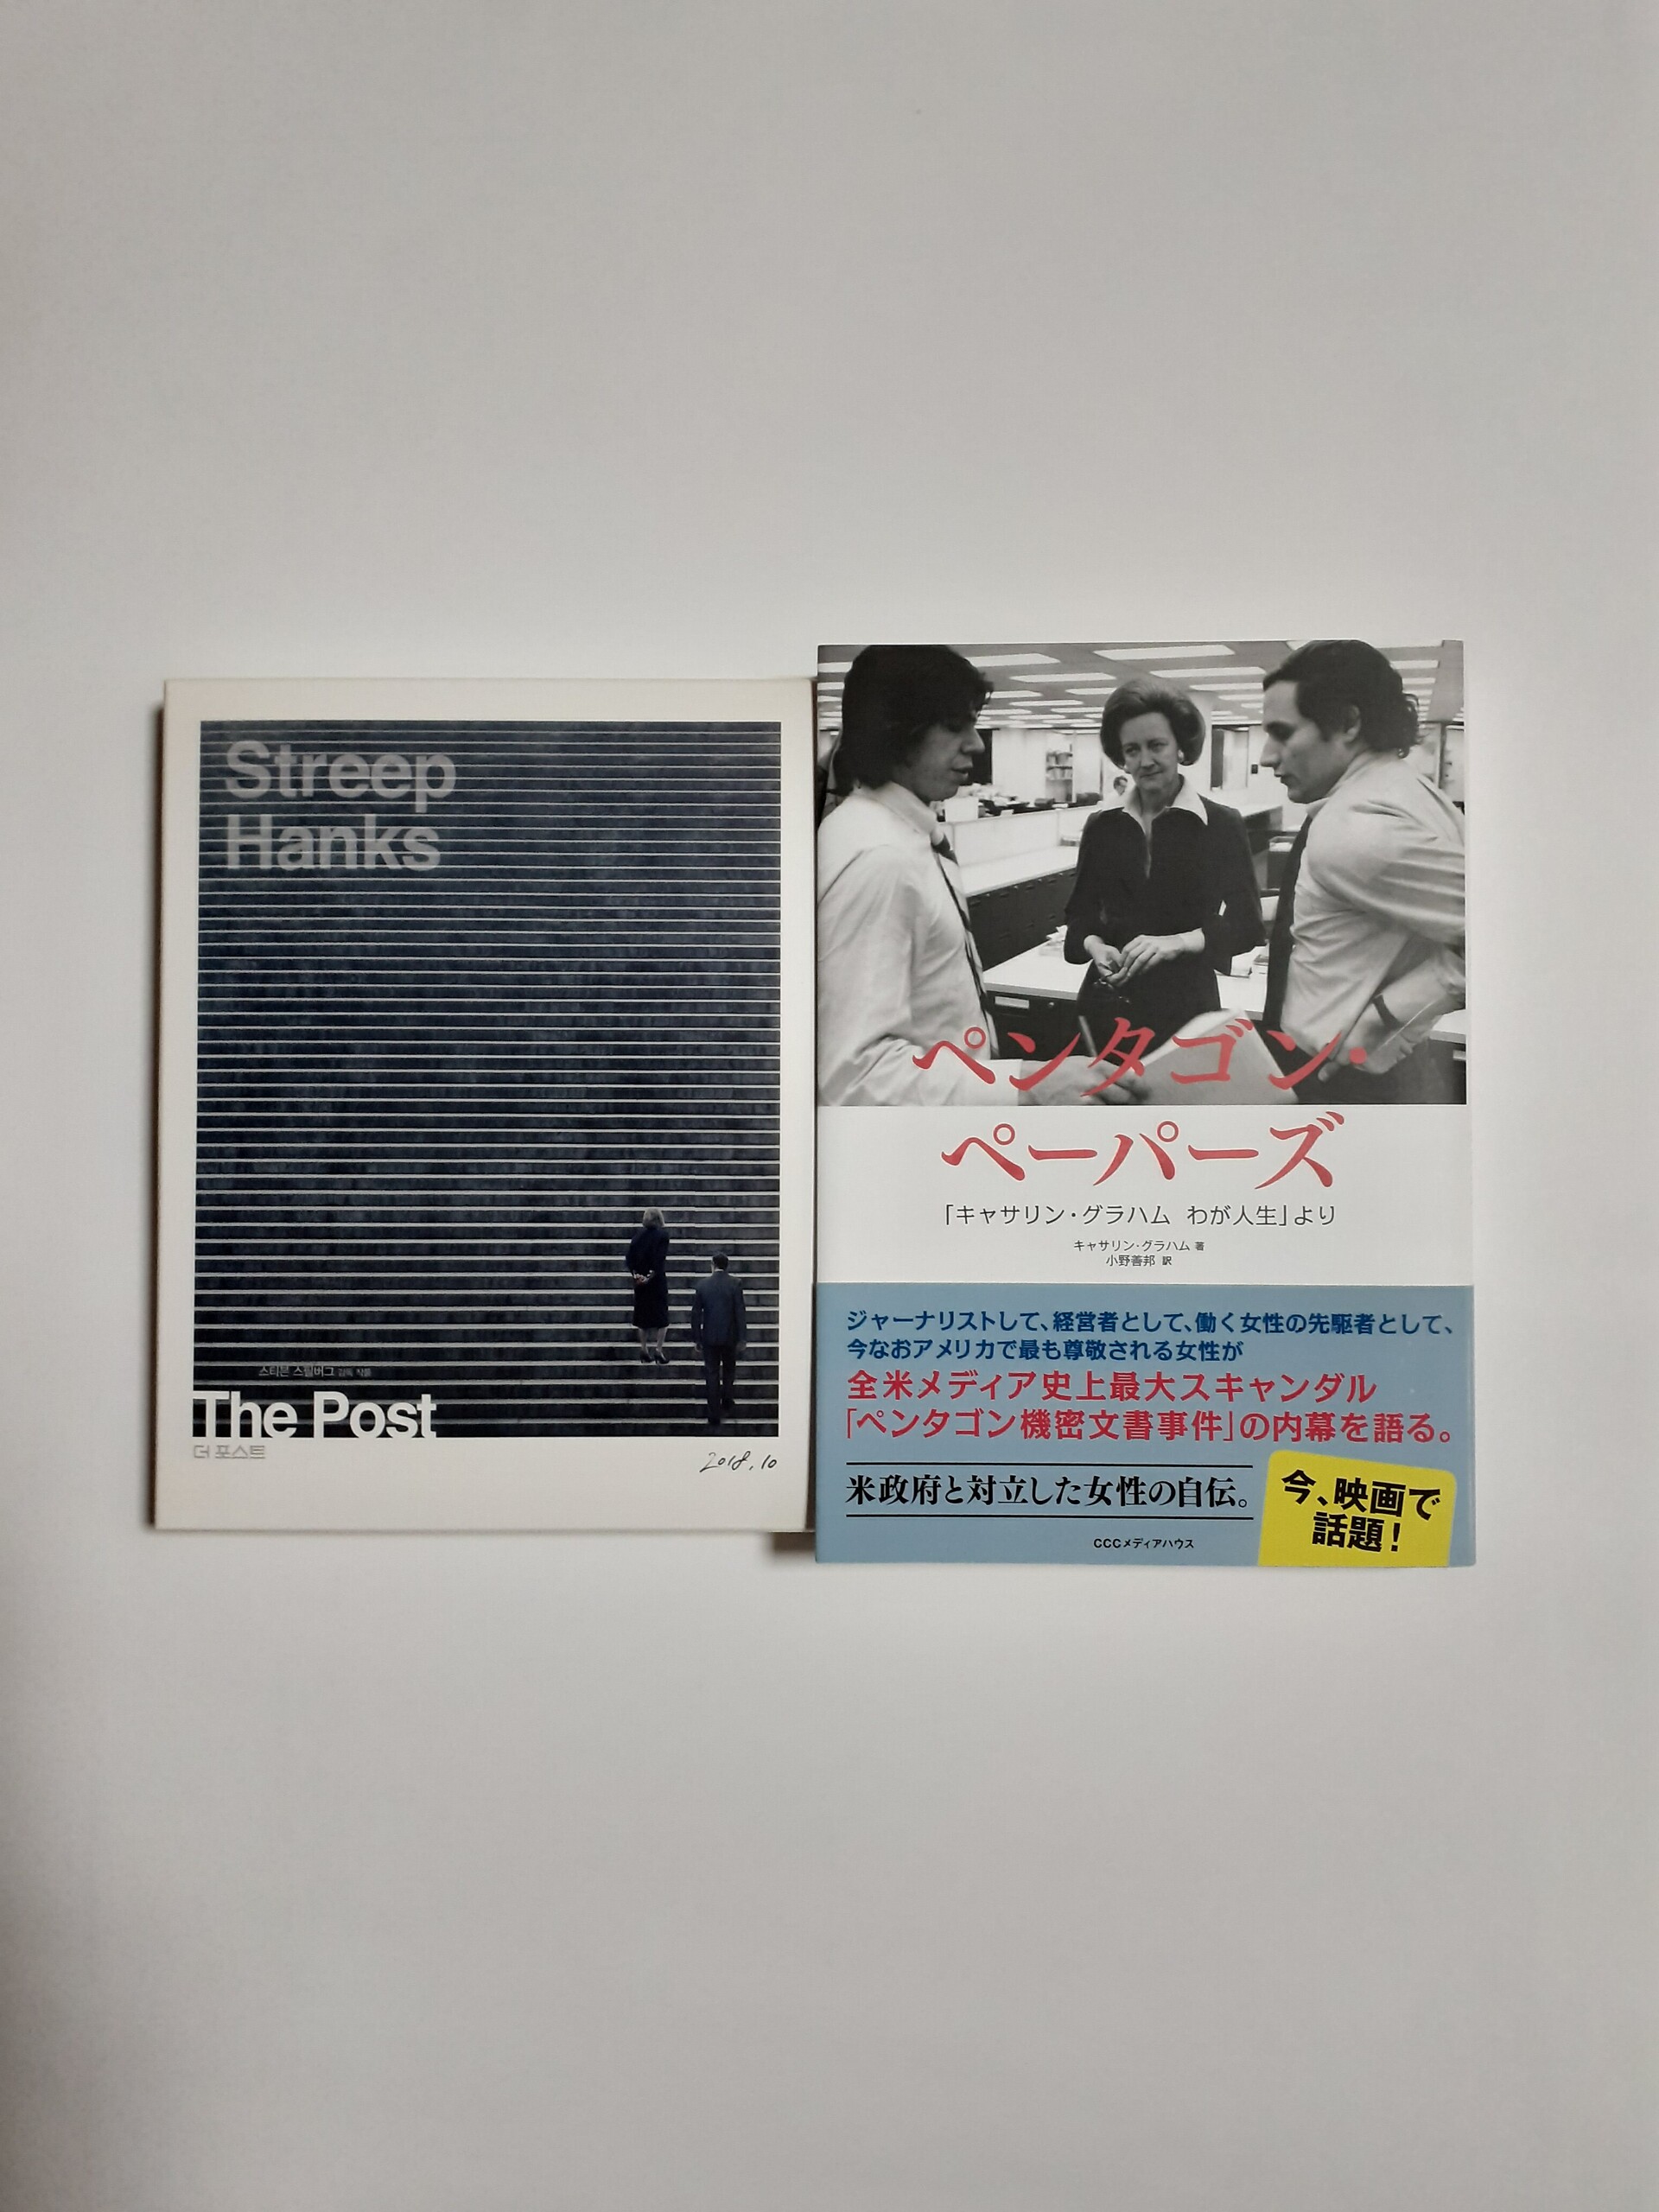 Streep
Hanks
스티븐 스필버그 감독 작품
The Post
더 포스트
2018.10
ペンタゴン・
ペーパーズ
「キャサリン・グラハム わが人生」より
キャサリン・グラハム 著
小野善邦 訳
ジャーナリストして、経営者として、働く女性の先駆者として、
今なおアメリカで最も尊敬される女性が
全米メディア史上最大スキャンダル
「ペンタゴン機密文書事件」の内幕を語る。
米政府と対立した女性の自伝。
今、映画で
話題!
CCCメディアハウス